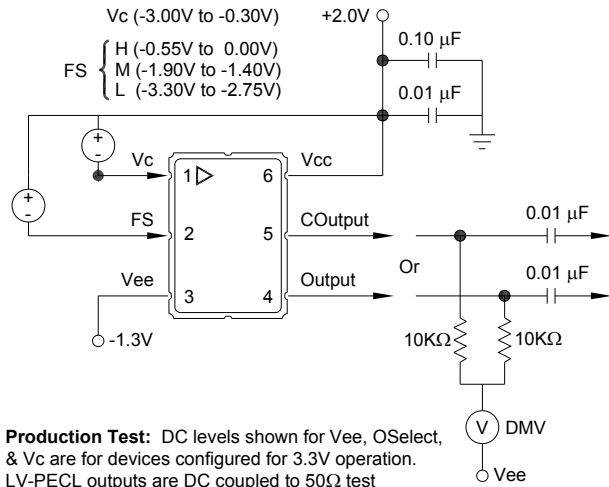 Vc (-3.00V to -0.30V)
+2.0V
FS
H (-0.55V to 0.00V)
M (-1.90V to -1.40V)
L (-3.30V to -2.75V)
0.10 µF
0.01 µF
+
-
Vc
1
6
Vcc
+
-
FS
2
5
COutput
0.01 µF
Or
Vee
3
4
Output
0.01 µF
-1.3V
10KΩ
10KΩ
V
DMV
Vee
Production Test: DC levels shown for Vee, OSelect,
& Vc are for devices configured for 3.3V operation.
LV-PECL outputs are DC coupled to 50Ω test